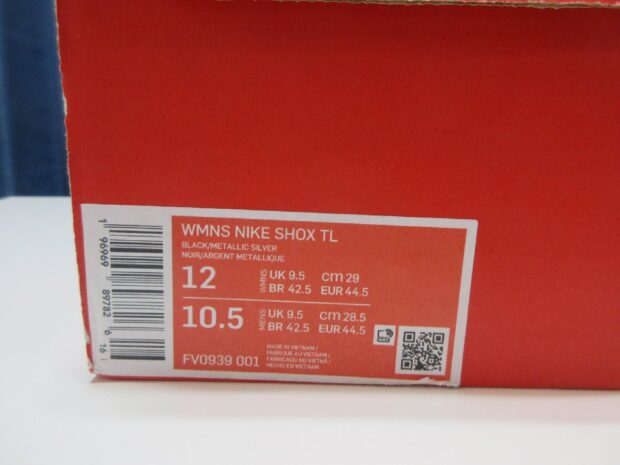 WMNS NIKE SHOX TL
BLACK/METALLIC SILVER
NOIR/ARGENT METALLIQUE
12 WMNS UK 9.5 cm 29
BR 42.5 EUR 44.5
10.5 MENS UK 9.5 cm 28.5
BR 42.5 EUR 44.5
MADE IN VIETNAM /
FABRIQUÉ AU VIETNAM /
FABRICADO NO VIETNÃ /
HECHO EN VIETNAM
FV0939 001
1 96969 89782 6 16